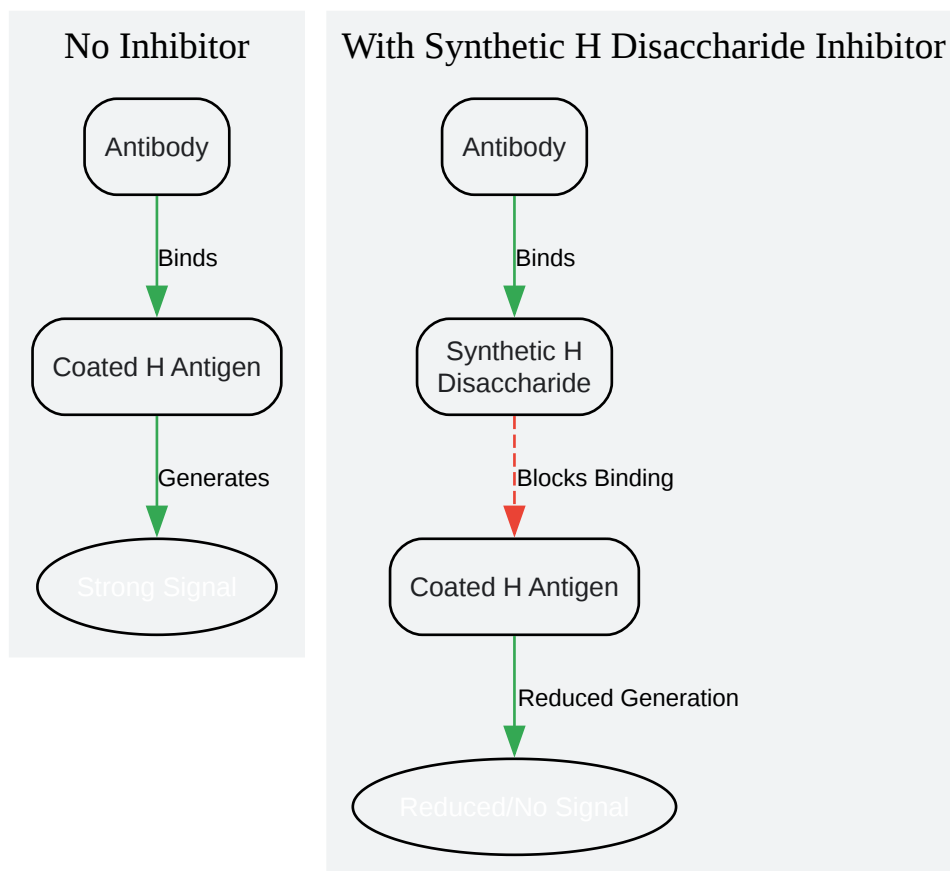 No Inhibitor
Antibody
Binds
Coated H Antigen
Generates
Strong Signal
With Synthetic H Disaccharide Inhibitor
Antibody
Binds
Synthetic H
Disaccharide
Blocks Binding
Coated H Antigen
Reduced Generation
Reduced/No Signal